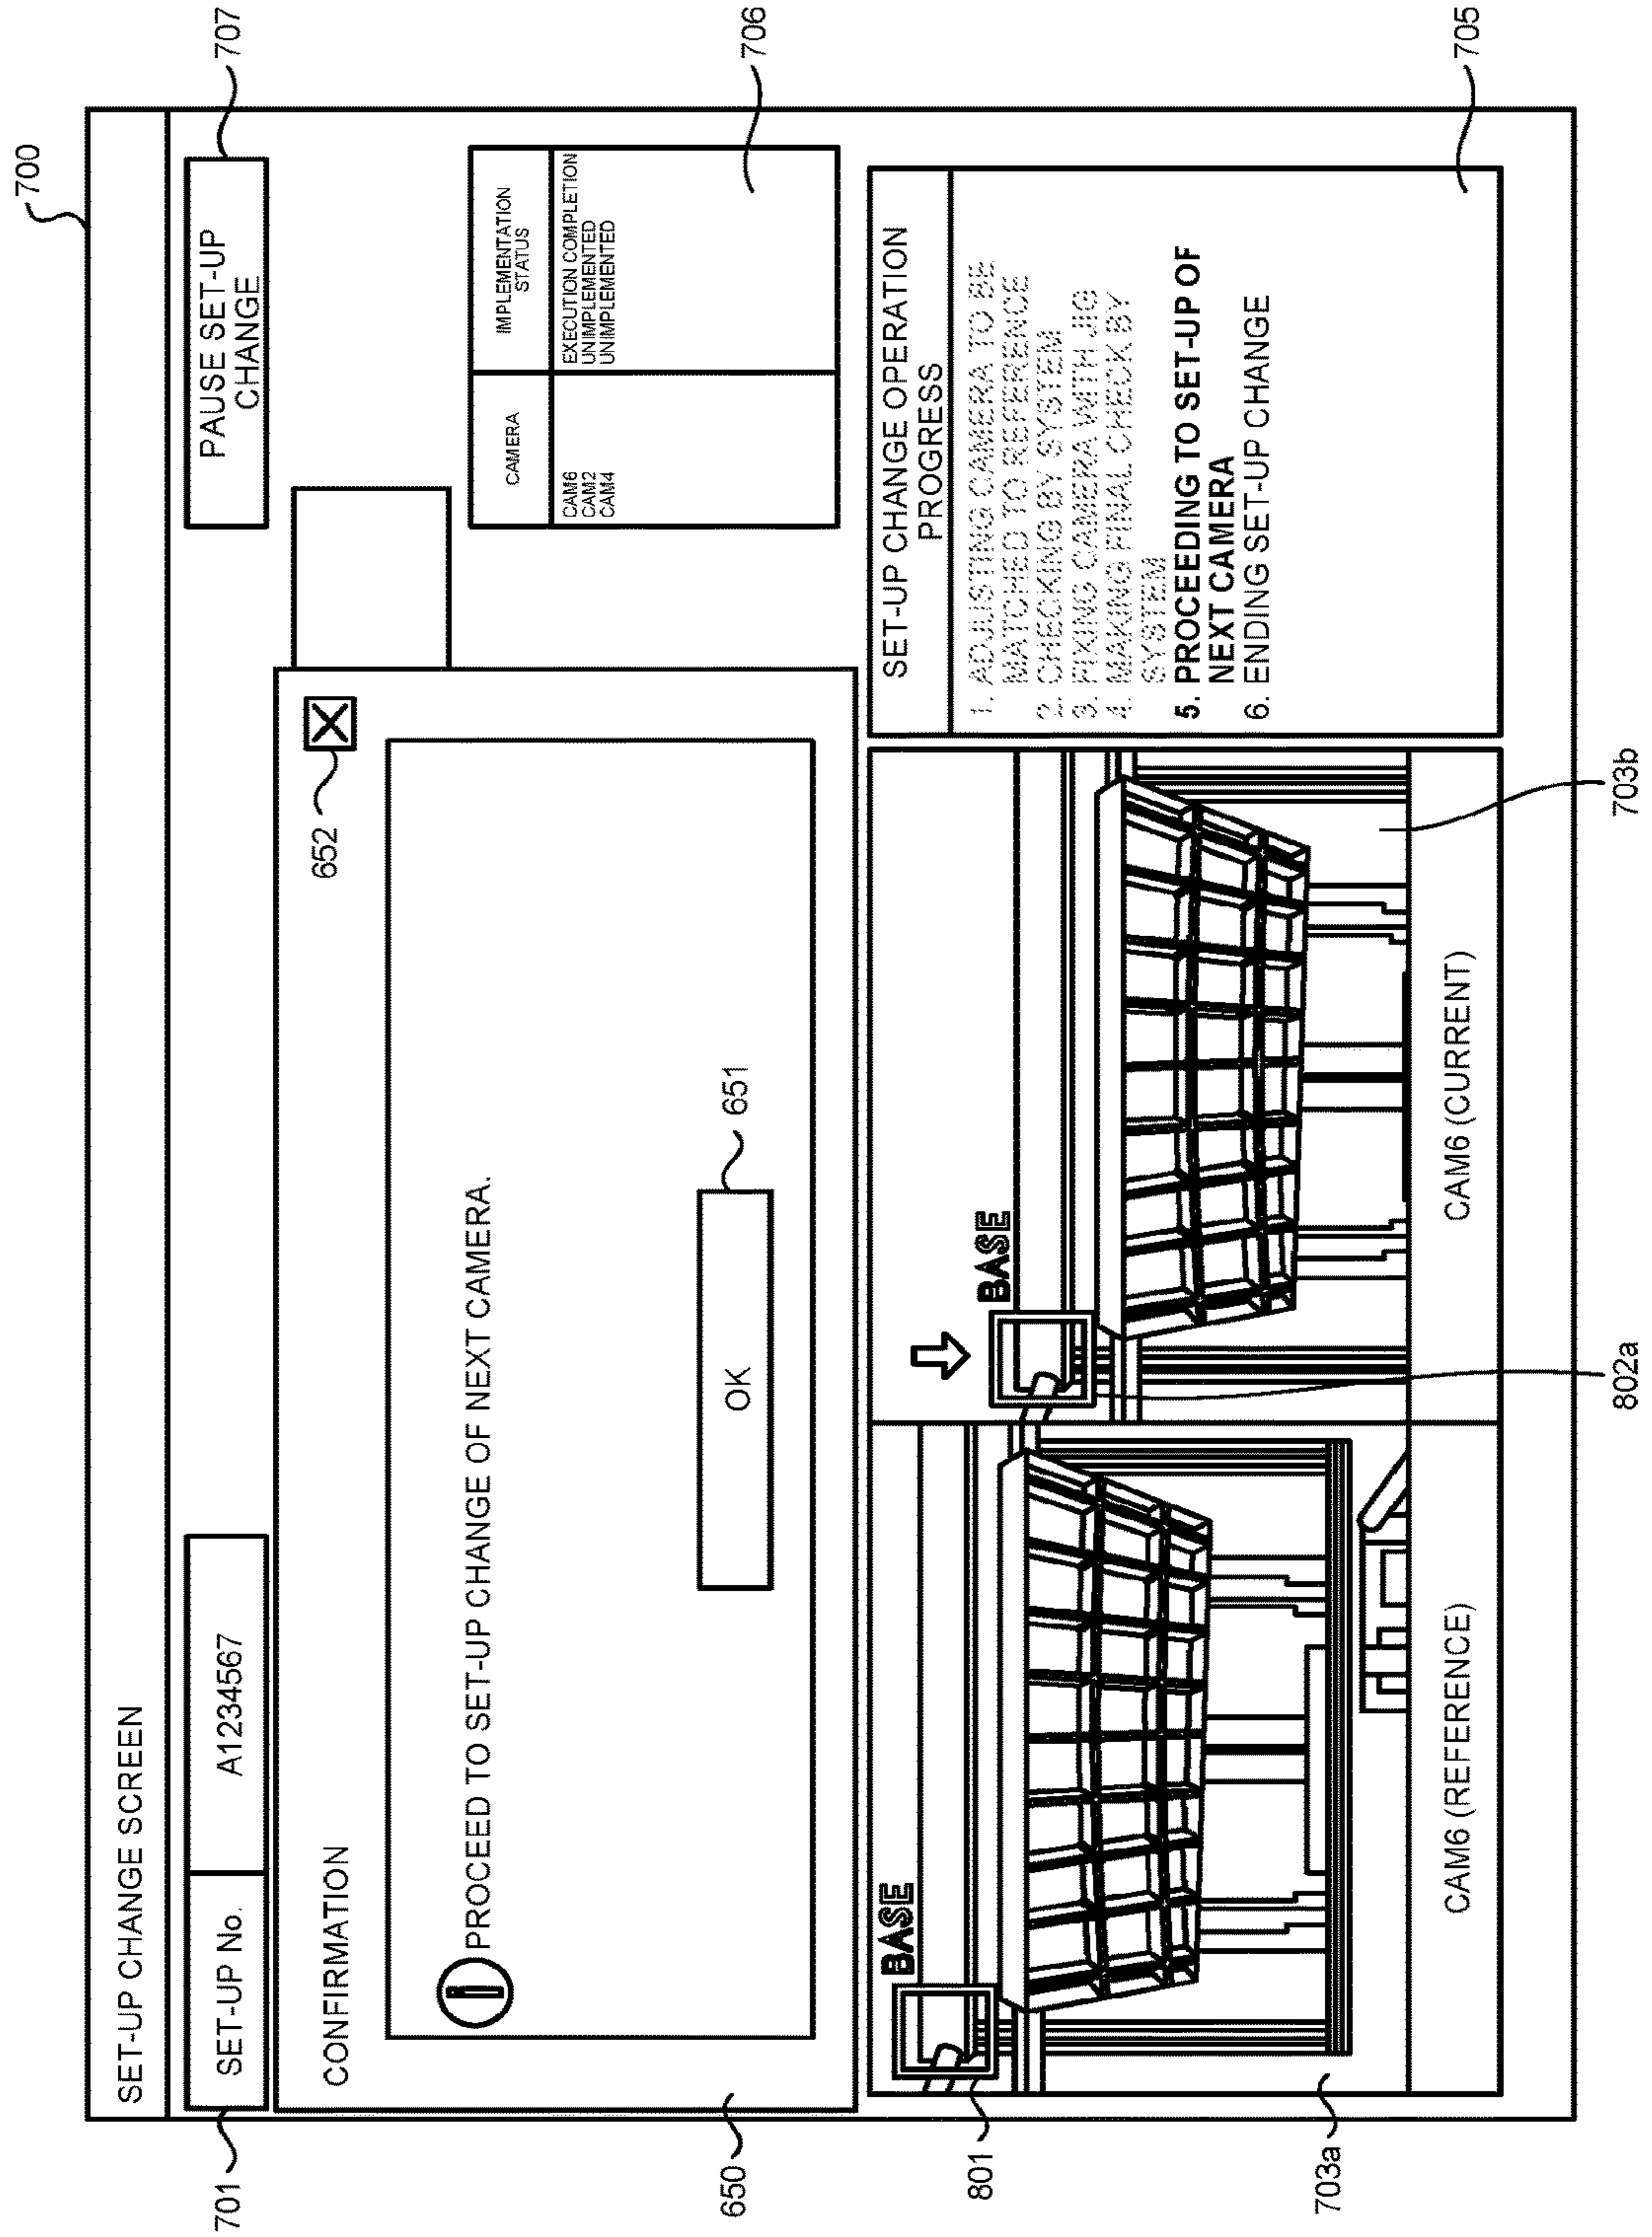 700
SET-UP CHANGE SCREEN
701
SET-UP No.
A1234567
PAUSE SET-UP
CHANGE
707
CONFIRMATION
652
PROCEED TO SET-UP CHANGE OF NEXT CAMERA.
OK
651
650
CAMERA
IMPLEMENTATION
STATUS
CAM6
EXECUTION COMPLETION
CAM2
UNIMPLEMENTED
CAM4
UNIMPLEMENTED
706
BASE
801
BASE
802a
703a
703b
CAM6 (REFERENCE)
CAM6 (CURRENT)
SET-UP CHANGE OPERATION
PROGRESS
1. ADJUSTING CAMERA TO BE
MATCHED TO REFERENCE
2. CHECKING BY SYSTEM
3. FIXING CAMERA WITH JIG
4. MAKING FINAL CHECK BY
SYSTEM
5. PROCEEDING TO SET-UP OF
NEXT CAMERA
6. ENDING SET-UP CHANGE
705